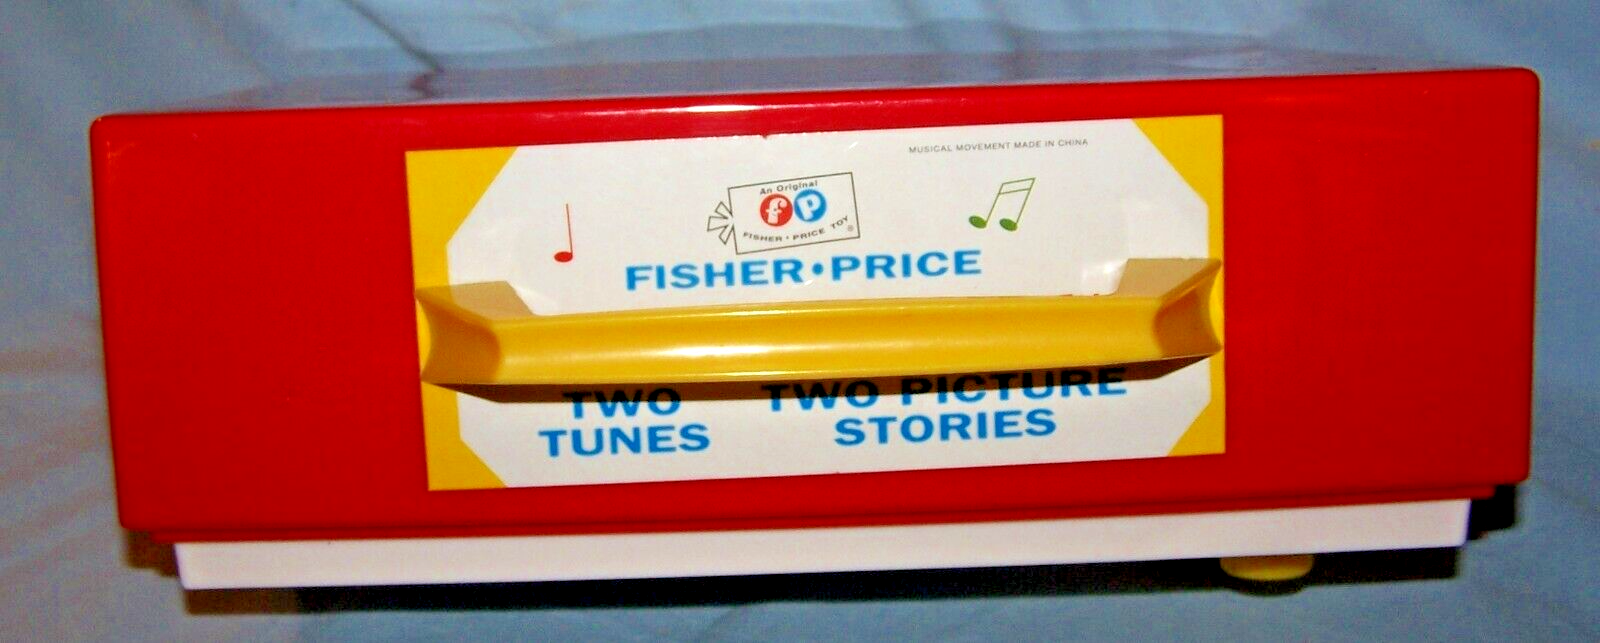 MUSICAL MOVEMENT MADE IN CHINA
An Original
fp
FISHER • PRICE TOY ®
FISHER•PRICE
TWO TUNES
TWO PICTURE STORIES